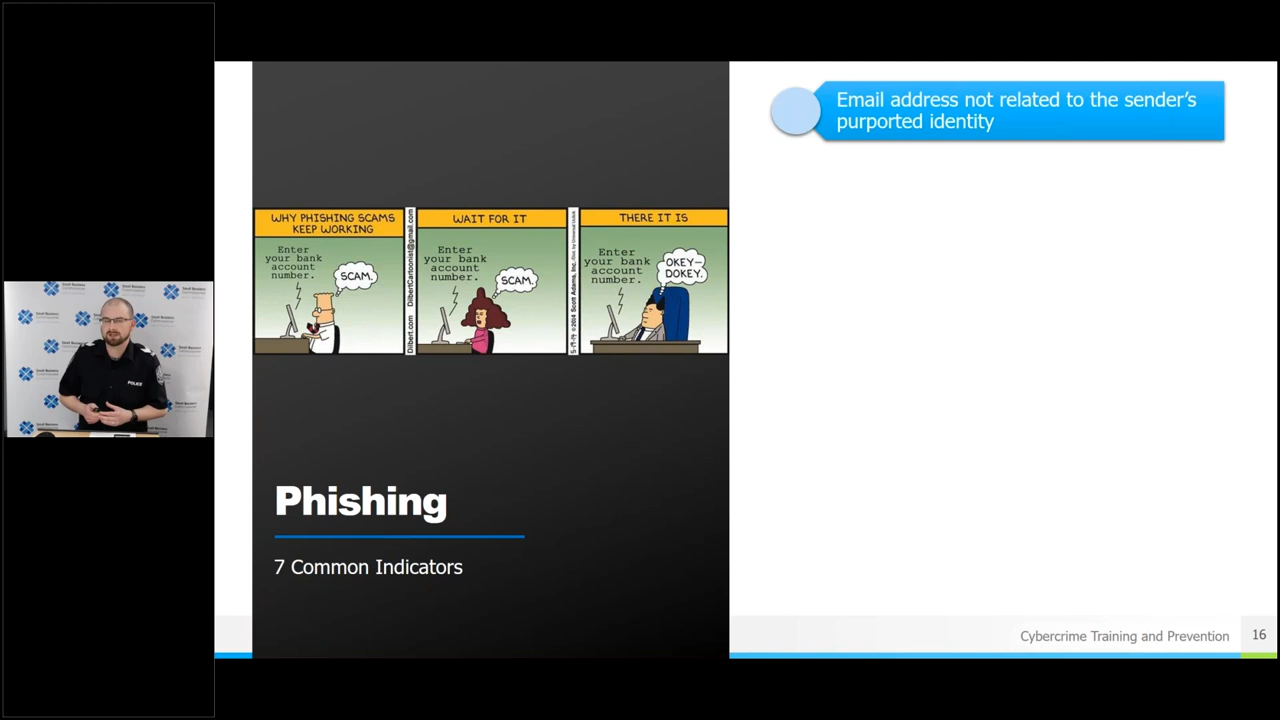 Email address not related to the sender's
purported identity
WHY PHISHING SCAMS
KEEP WORKING
Enter
your bank
account
number.
SCAM.
Dilbert.com DilbertCartoonist@gmail.com
WAIT FOR IT
Enter
your bank
account
number.
SCAM.
THERE IT IS
Enter
your bank
account
number.
OKEY-
DOKEY.
POLICE
Phishing
7 Common Indicators
Cybercrime Training and Prevention
16